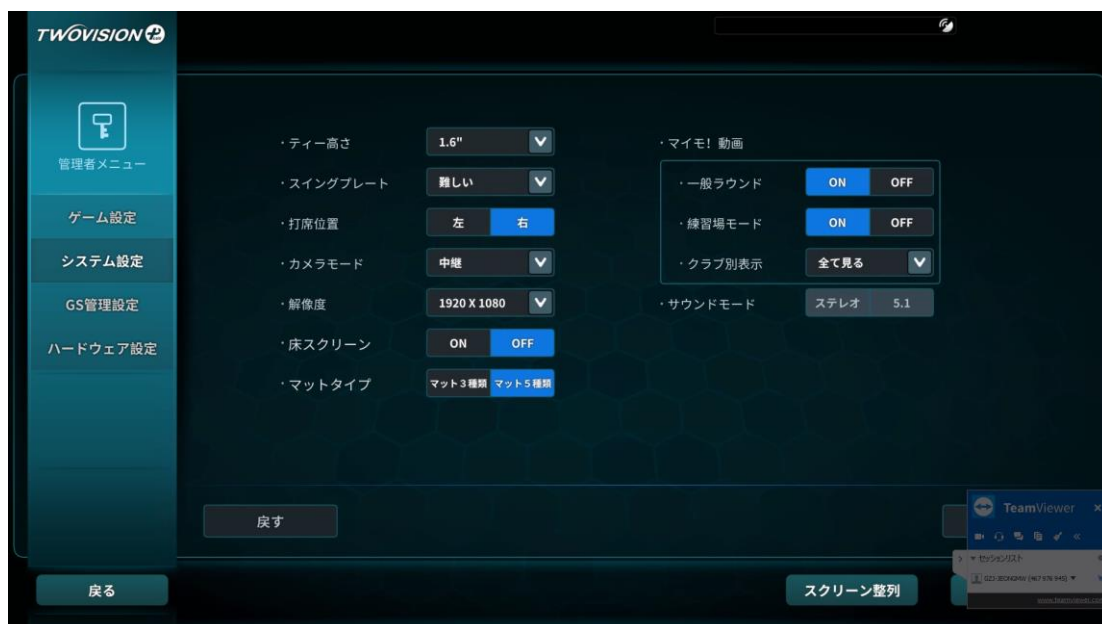 TWOVISION
管理者メニュー
ゲーム設定
システム設定
GS管理設定
ハードウェア設定
・ティー高さ 1.6"
・スイングプレート 難しい
・打席位置 左 右
・カメラモード 中継
・解像度 1920 X 1080
・床スクリーン ON OFF
・マットタイプ マット3種類 マット5種類
・マイモ! 動画
・一般ラウンド ON OFF
・練習場モード ON OFF
・クラブ別表示 全て見る
・サウンドモード ステレオ 5.1
戻す
戻る
スクリーン整列
TeamViewer
セッションリスト
www.teamviewer.com